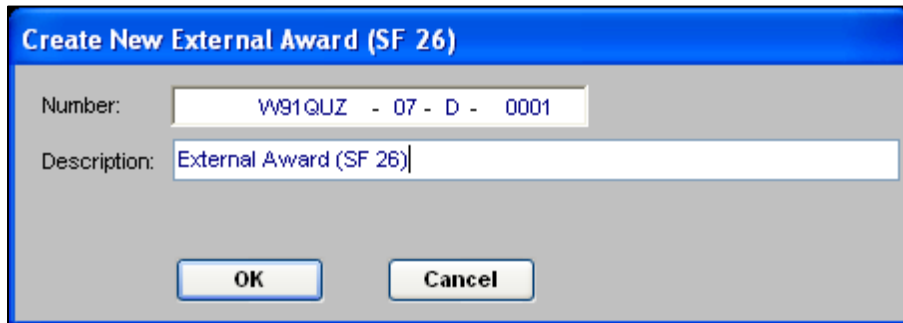 Create New External Award (SF 26)
Number: W91QUZ - 07 - D - 0001
Description: External Award (SF 26)
OK Cancel